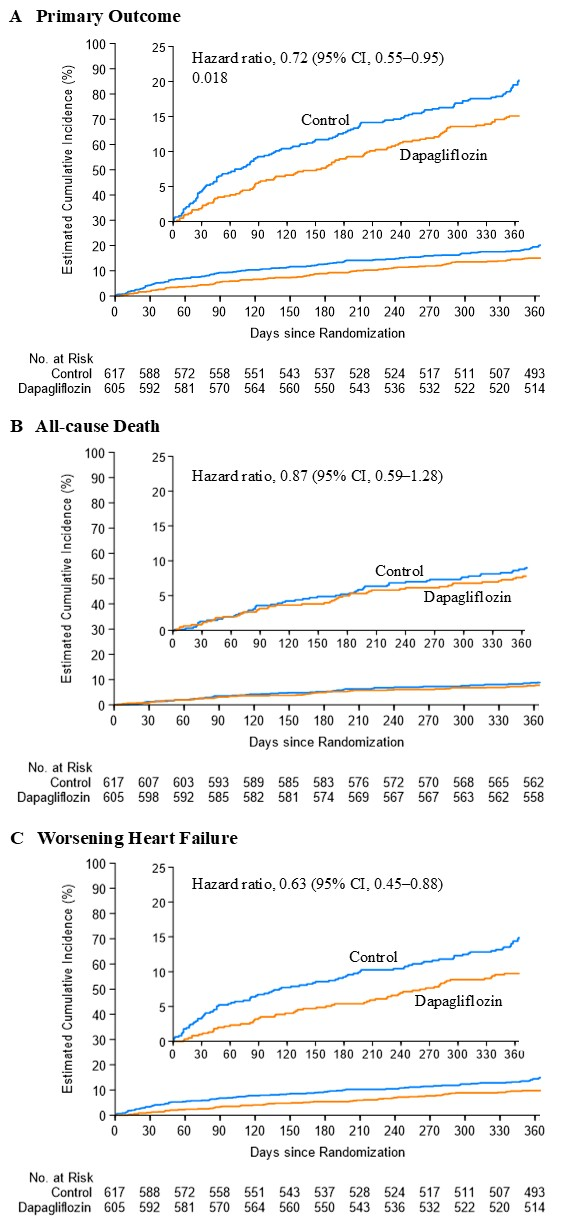 A Primary Outcome
Estimated Cumulative Incidence (%)
100
90
80
70
60
50
40
30
20
10
0
25
20
15
10
5
0
Hazard ratio, 0.72 (95% CI, 0.55–0.95)
0.018
Control
Dapagliflozin
0 30 60 90 120 150 180 210 240 270 300 330 360
0 30 60 90 120 150 180 210 240 270 300 330 360
Days since Randomization
No. at Risk
Control 617 588 572 558 551 543 537 528 524 517 511 507 493
Dapagliflozin 605 592 581 570 564 560 550 543 536 532 522 520 514
B All-cause Death
Estimated Cumulative Incidence (%)
100
90
80
70
60
50
40
30
20
10
0
25
20
15
10
5
0
Hazard ratio, 0.87 (95% CI, 0.59–1.28)
Control
Dapagliflozin
0 30 60 90 120 150 180 210 240 270 300 330 360
0 30 60 90 120 150 180 210 240 270 300 330 360
Days since Randomization
No. at Risk
Control 617 607 603 593 589 585 583 576 572 570 568 565 562
Dapagliflozin 605 598 592 585 582 581 574 569 567 567 563 562 558
C Worsening Heart Failure
Estimated Cumulative Incidence (%)
100
90
80
70
60
50
40
30
20
10
0
25
20
15
10
5
0
Hazard ratio, 0.63 (95% CI, 0.45–0.88)
Control
Dapagliflozin
0 30 60 90 120 150 180 210 240 270 300 330 360
0 30 60 90 120 150 180 210 240 270 300 330 360
Days since Randomization
No. at Risk
Control 617 588 572 558 551 543 537 528 524 517 511 507 493
Dapagliflozin 605 592 581 570 564 560 550 543 536 532 522 520 514